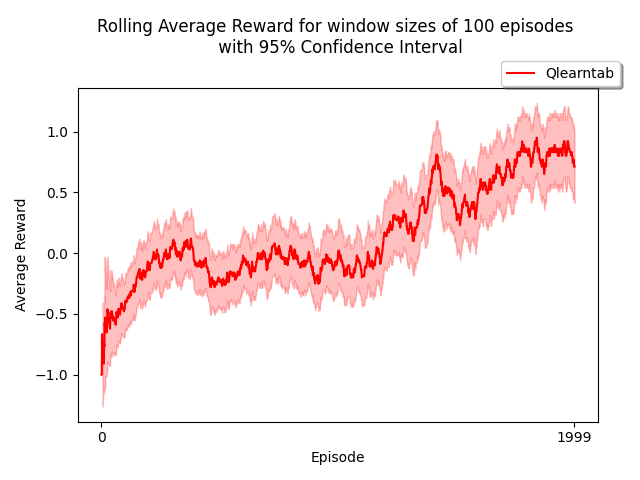 Rolling Average Reward for window sizes of 100 episodes
with 95% Confidence Interval
Qlearntab
1.0
0.5
0.0
−0.5
−1.0
Average Reward
0
1999
Episode